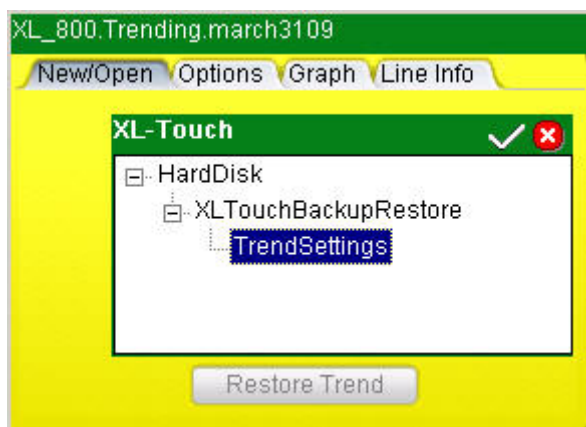 XL_800.Trending.march3109
New/Open Options Graph Line Info
XL-Touch
HardDisk
XLTouchBackupRestore
TrendSettings
Restore Trend